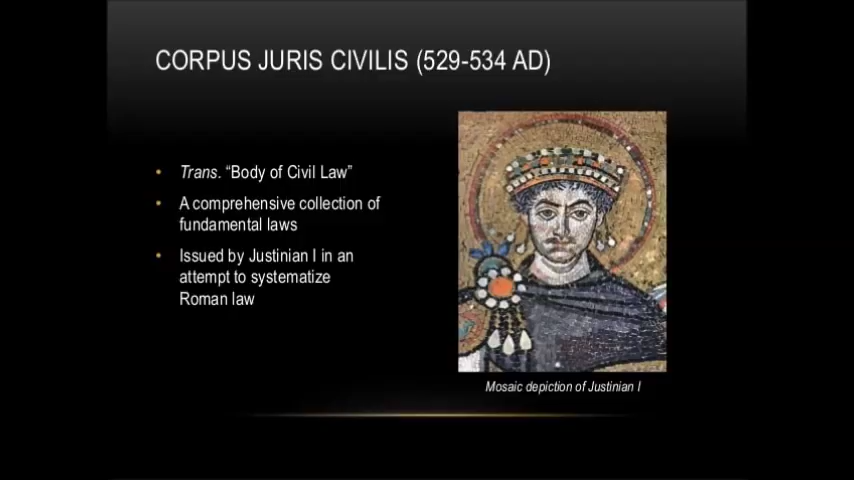 CORPUS JURIS CIVILIS (529-534 AD)
• Trans. “Body of Civil Law”
• A comprehensive collection of
fundamental laws
• Issued by Justinian I in an
attempt to systematize
Roman law
Mosaic depiction of Justinian I